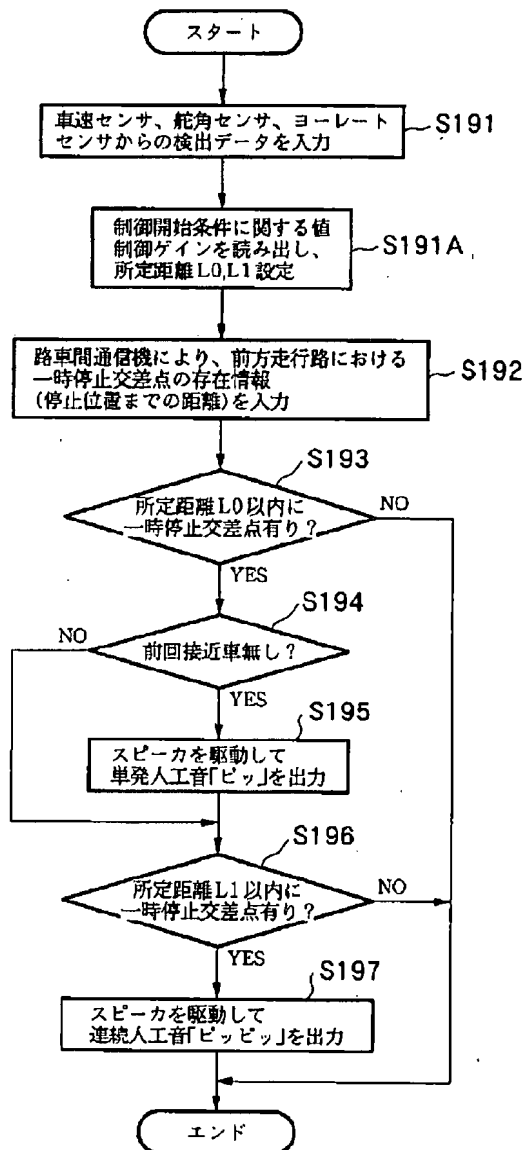 スタート
車速センサ、舵角センサ、ヨーレート
センサからの検出データを入力
S191
制御開始条件に関する値
制御ゲインを読み出し、
所定距離L0,L1設定
S191A
路車間通信機により、前方走行路における
一時停止交差点の存在情報
(停止位置までの距離)を入力
S192
S193
所定距離L0以内に
一時停止交差点有り?
NO
YES
S194
NO
前回接近車無し?
YES
S195
スピーカを駆動して
単発人工音「ピッ」を出力
S196
所定距離L1以内に
一時停止交差点有り?
NO
YES
S197
スピーカを駆動して
連続人工音「ピッピッ」を出力
エンド